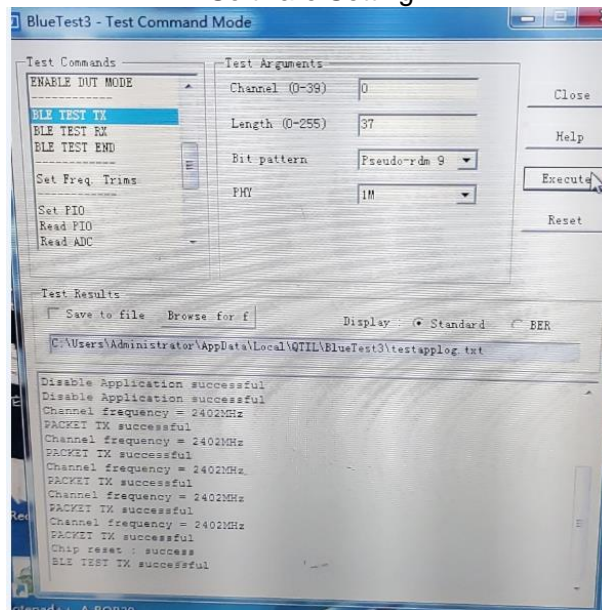 Software Setting
BlueTest3 - Test Command Mode
Test Commands
ENABLE DUT MODE
------------
BLE TEST TX
BLE TEST RX
BLE TEST END
------------
Set Freq. Trims
------------
Set PIO
Read PIO
Read ADC
Test Arguments
Channel (0-39) 0
Length (0-255) 37
Bit pattern Pseudo-rdm 9
PHY 1M
Close
Help
Execute
Reset
Test Results
Save to file Browse for f Display : Standard BER
C:\Users\Administrator\AppData\Local\QTIL\BlueTest3\testapplog.txt
Disable Application successful
Disable Application successful
Channel frequency = 2402MHz
PACKET TX successful
Channel frequency = 2402MHz
PACKET TX successful
Channel frequency = 2402MHz
PACKET TX successful
Channel frequency = 2402MHz
PACKET TX successful
Channel frequency = 2402MHz
PACKET TX successful
Chip reset : success
BLE TEST TX successful